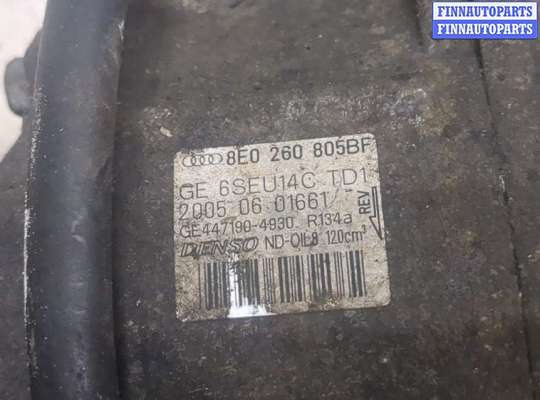 FINNAUTOPARTS
FINNAUTOPARTS
8E0 260 805BF
GE 6SEU14C TD1
2005 06 01661
GE447190-4930 R134a
DENSO ND-OIL8 120cm³
REV